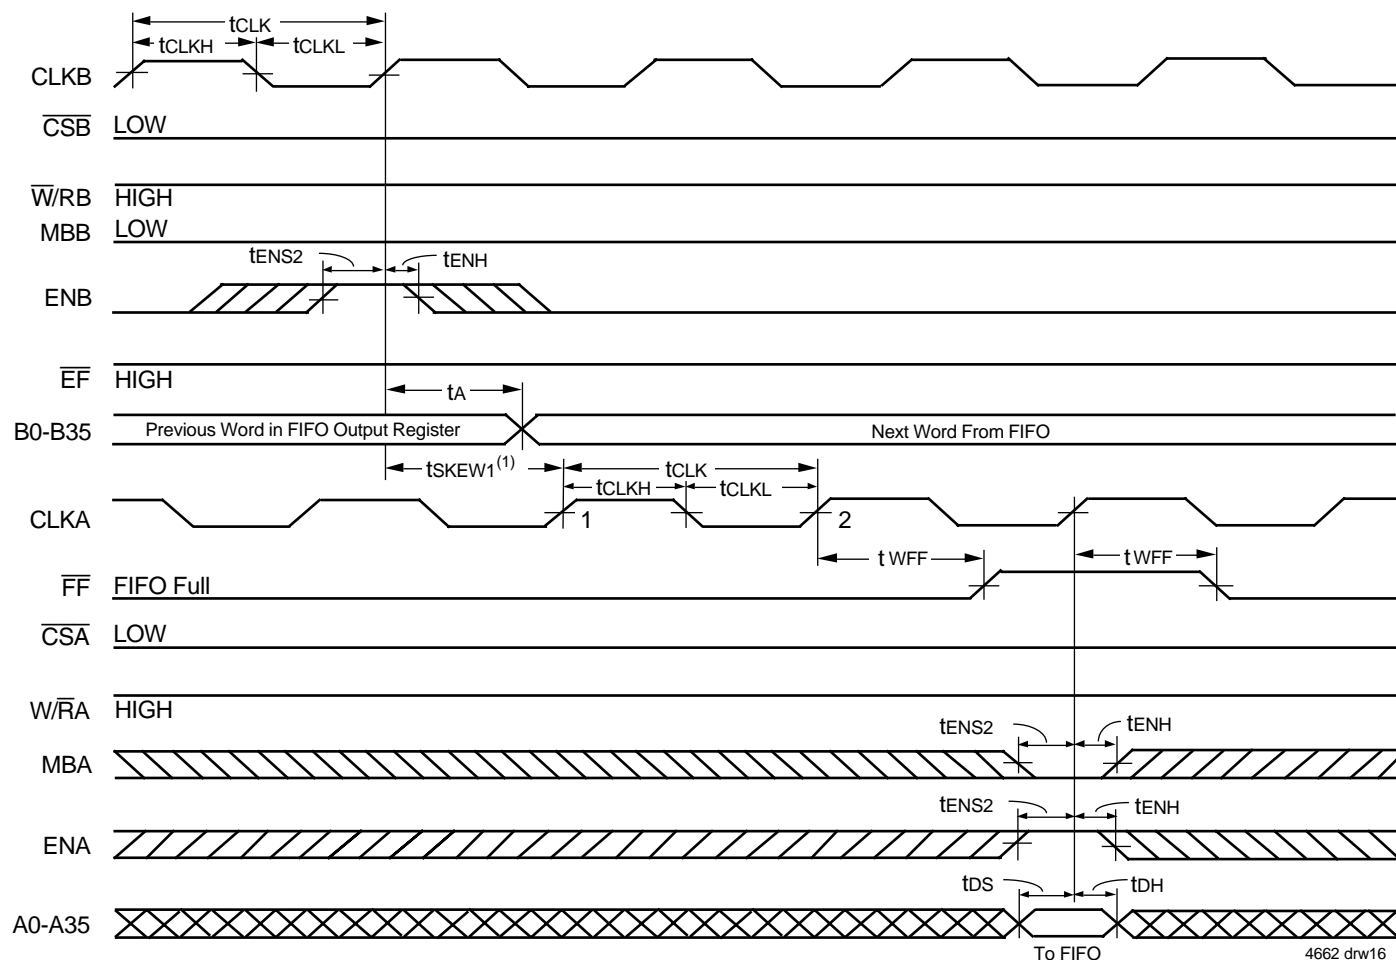 tCLK
tCLKH tCLKL
CLKB
CSB LOW
W/RB HIGH
MBB LOW
tENS2 tENH
ENB
EF HIGH
tA
B0-B35 Previous Word in FIFO Output Register Next Word From FIFO
tSKEW1(1) tCLK
tCLKH tCLKL
CLKA 1 2
tWFF tWFF
FF FIFO Full
CSA LOW
W/RA HIGH
tENS2 tENH
MBA
tENS2 tENH
ENA
tDS tDH
A0-A35
To FIFO 4662 drw16